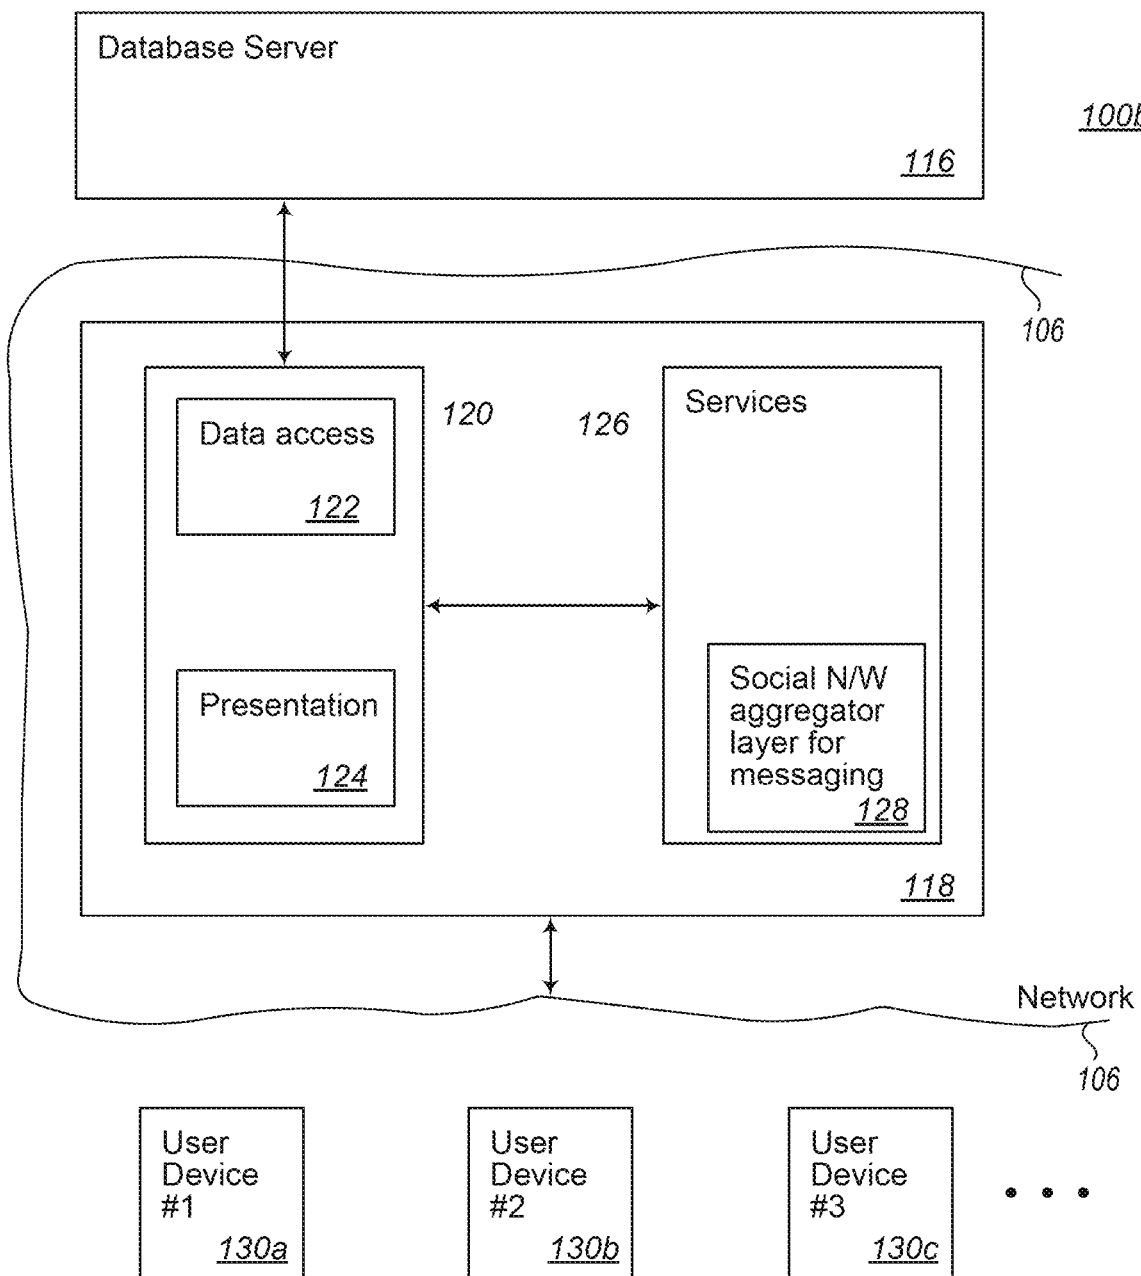 Database Server
100b
116
106
120
126
Services
Data access
122
Presentation
124
Social N/W
aggregator
layer for
messaging
128
118
Network
106
User
Device
#1
130a
User
Device
#2
130b
User
Device
#3
130c